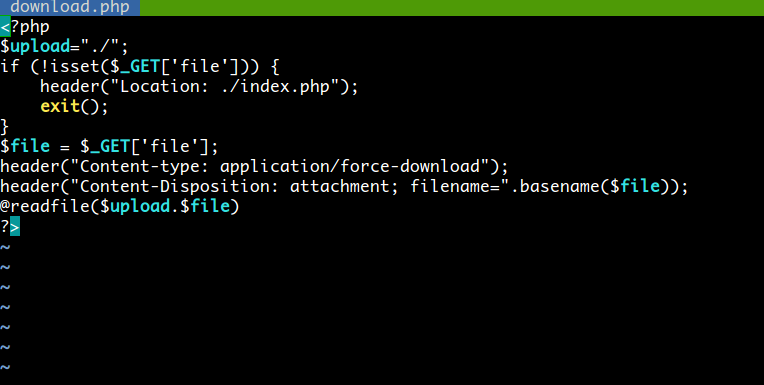 download.php
<?php
$upload="./";
if (!isset($_GET['file'])) {
    header("Location: ./index.php");
    exit();
}
$file = $_GET['file'];
header("Content-type: application/force-download");
header("Content-Disposition: attachment; filename=".basename($file));
@readfile($upload.$file)
?>
~
~
~
~
~
~
~